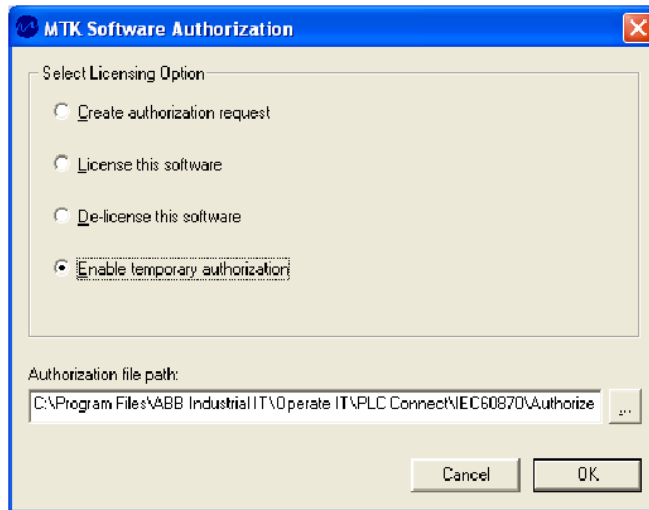 MTK Software Authorization
Select Licensing Option
Create authorization request
License this software
De-license this software
Enable temporary authorization
Authorization file path:
C:\Program Files\ABB Industrial IT\Operate IT\PLC Connect\IEC60870\Authorize
...
Cancel OK